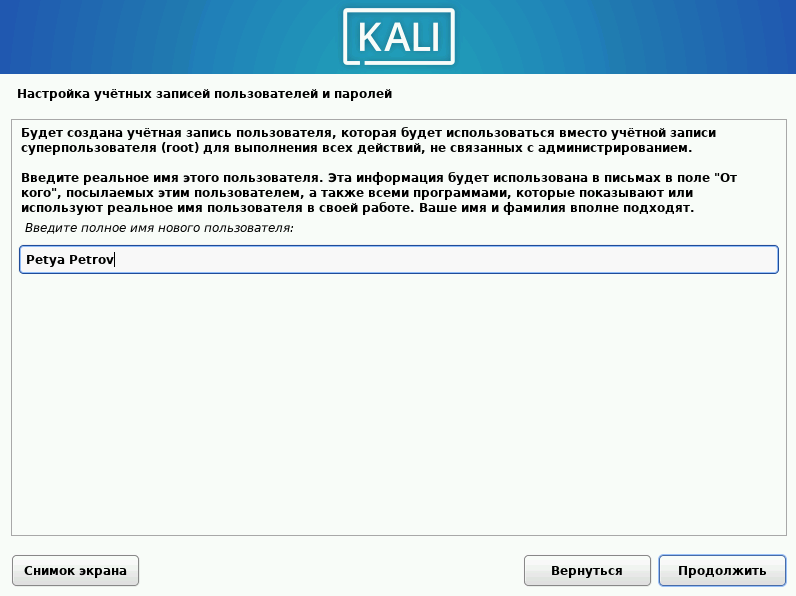 KALI
Настройка учётных записей пользователей и паролей
Будет создана учётная запись пользователя, которая будет использоваться вместо учётной записи
суперпользователя (root) для выполнения всех действий, не связанных с администрированием.
Введите реальное имя этого пользователя. Эта информация будет использована в письмах в поле "От
кого", посылаемых этим пользователем, а также всеми программами, которые показывают или
используют реальное имя пользователя в своей работе. Ваше имя и фамилия вполне подходят.
Введите полное имя нового пользователя:
Petya Petrov
Снимок экрана
Вернуться
Продолжить